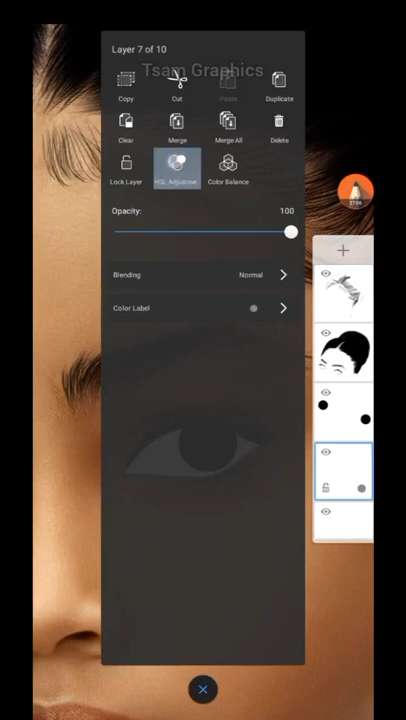 Layer 7 of 10
Tsam Graphics
Copy
Cut
Paste
Duplicate
Clear
Merge
Merge All
Delete
Lock Layer
HSL Adjustme..
Color Balance
Opacity:
100
Blending
Normal
Color Label